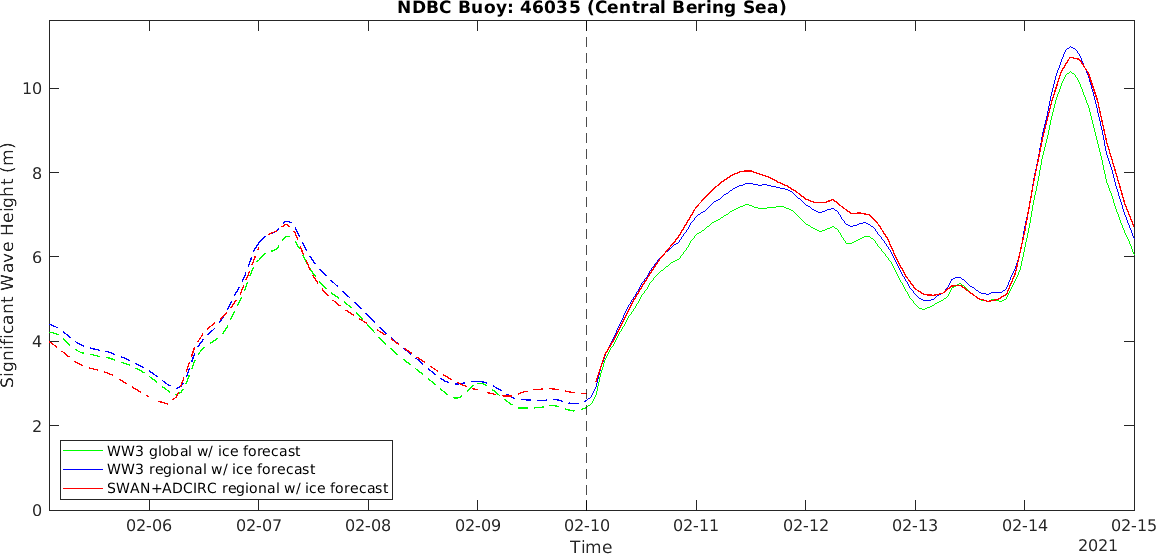 NDBC Buoy: 46035 (Central Bering Sea)
Significant Wave Height (m)
10
8
6
4
2
0
WW3 global w/ ice forecast
WW3 regional w/ ice forecast
SWAN+ADCIRC regional w/ ice forecast
02-06 02-07 02-08 02-09 02-10 02-11 02-12 02-13 02-14 02-15
Time
2021